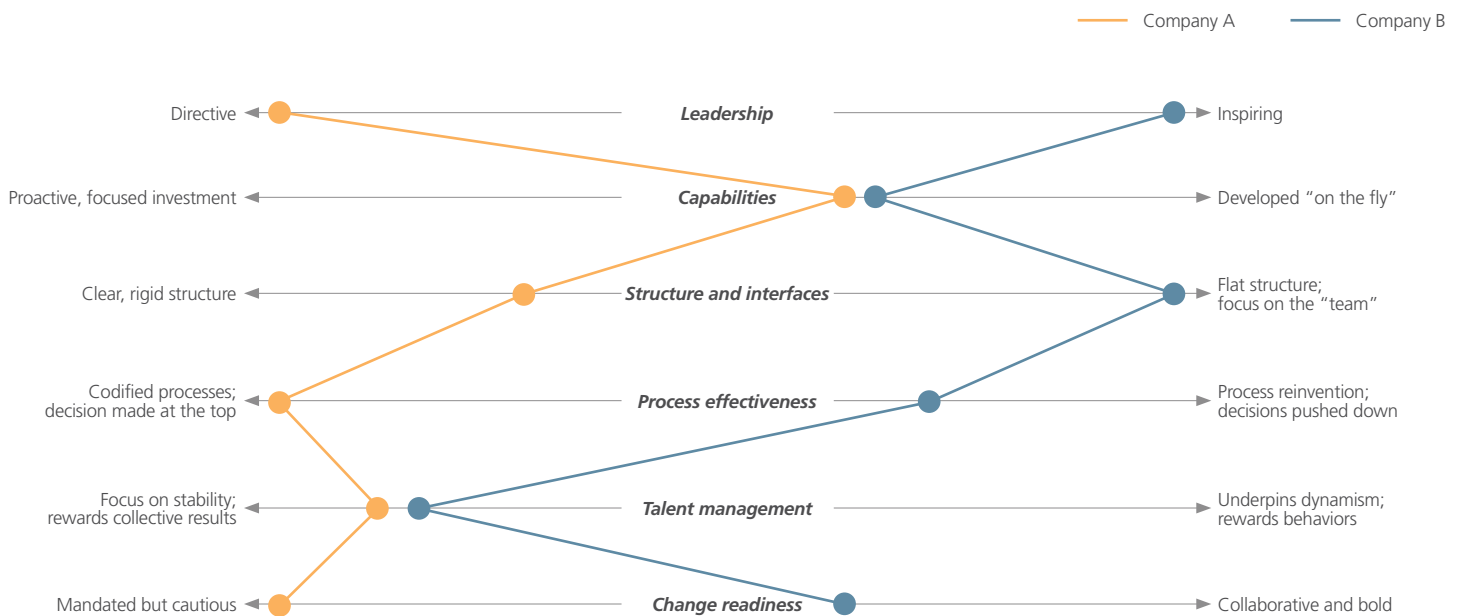 Company A
Company B
Directive
Leadership
Inspiring
Proactive, focused investment
Capabilities
Developed “on the fly”
Clear, rigid structure
Structure and interfaces
Flat structure;
focus on the “team”
Codified processes;
decision made at the top
Process effectiveness
Process reinvention;
decisions pushed down
Focus on stability;
rewards collective results
Talent management
Underpins dynamism;
rewards behaviors
Mandated but cautious
Change readiness
Collaborative and bold